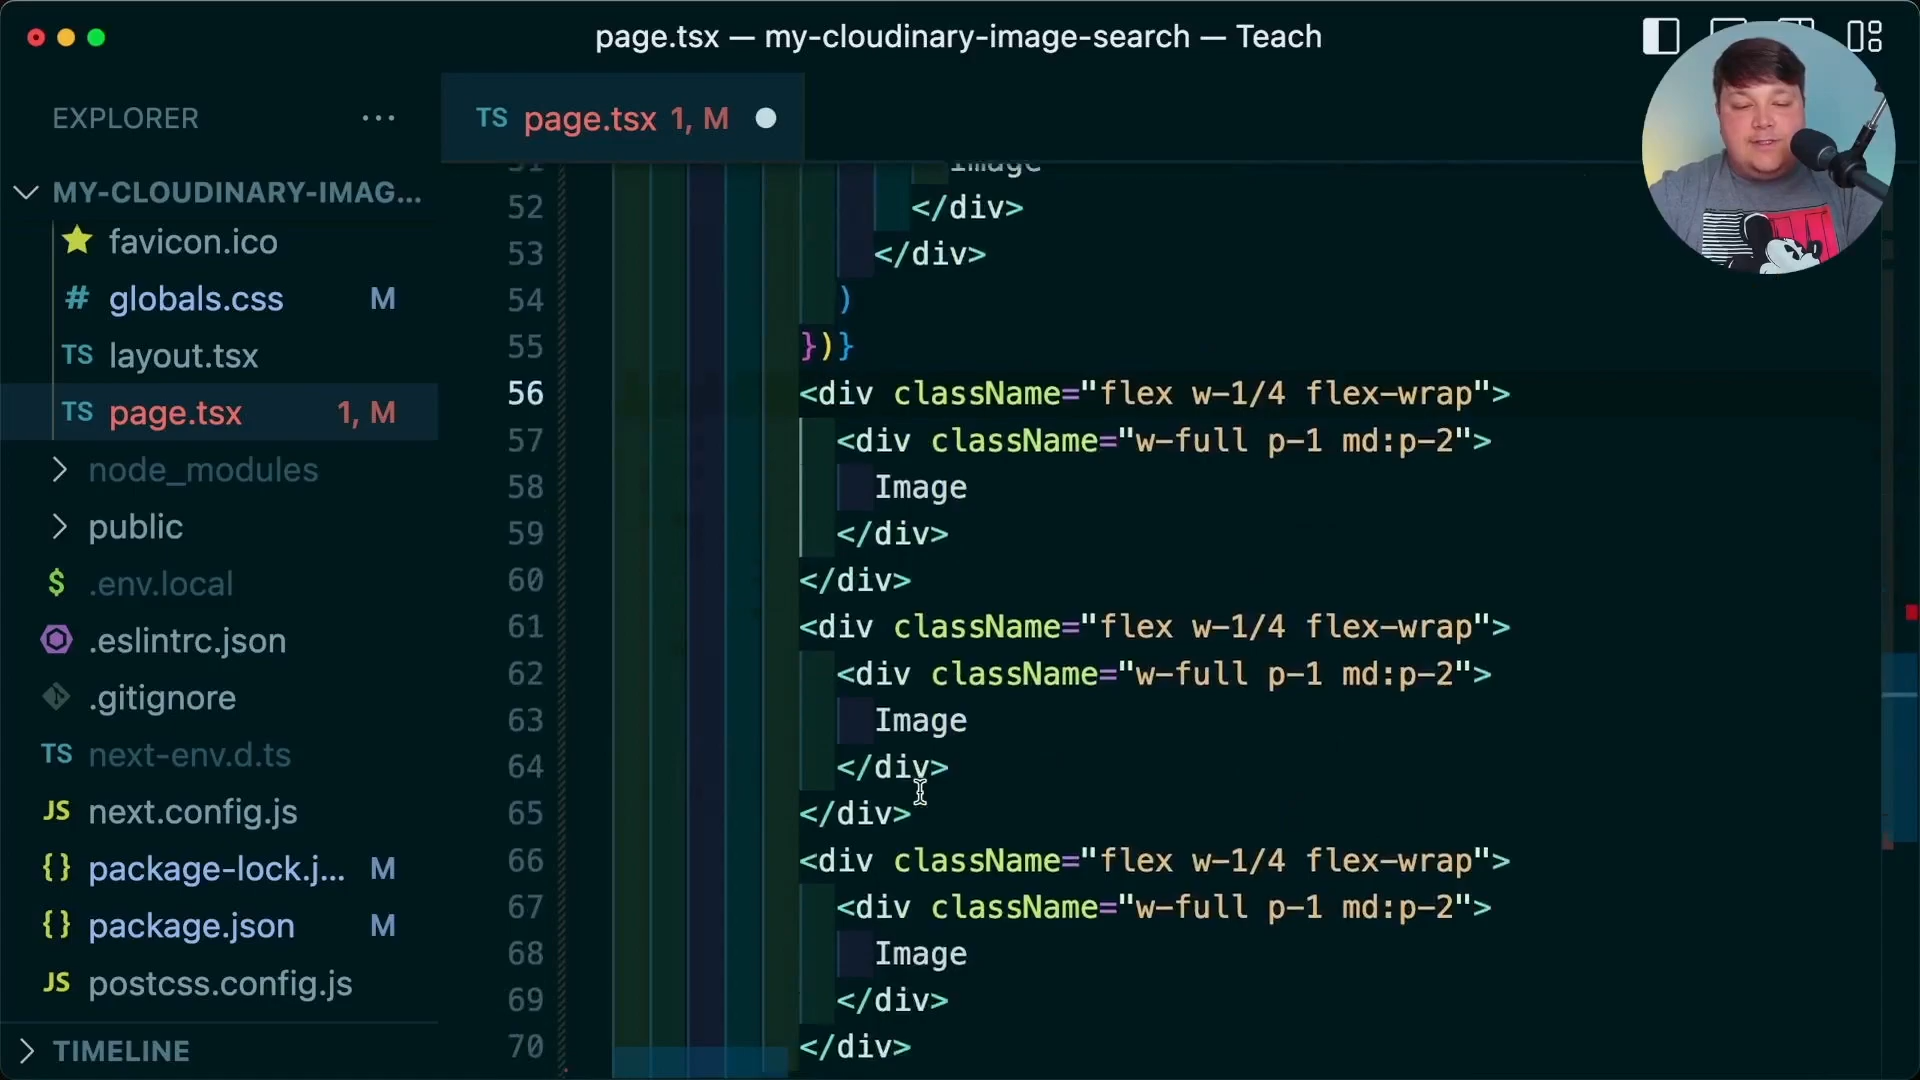 page.tsx — my-cloudinary-image-search — Teach
EXPLORER ...
MY-CLOUDINARY-IMAG...
favicon.ico
# globals.css M
TS layout.tsx
TS page.tsx 1, M
node_modules
public
$ .env.local
.eslintrc.json
.gitignore
TS next-env.d.ts
JS next.config.js
{} package-lock.j... M
{} package.json M
JS postcss.config.js
TIMELINE
TS page.tsx 1, M
51 Image
52 </div>
53 </div>
54 )
55 })}
56 <div className="flex w-1/4 flex-wrap">
57 <div className="w-full p-1 md:p-2">
58 Image
59 </div>
60 </div>
61 <div className="flex w-1/4 flex-wrap">
62 <div className="w-full p-1 md:p-2">
63 Image
64 </div>
65 </div>
66 <div className="flex w-1/4 flex-wrap">
67 <div className="w-full p-1 md:p-2">
68 Image
69 </div>
70 </div>